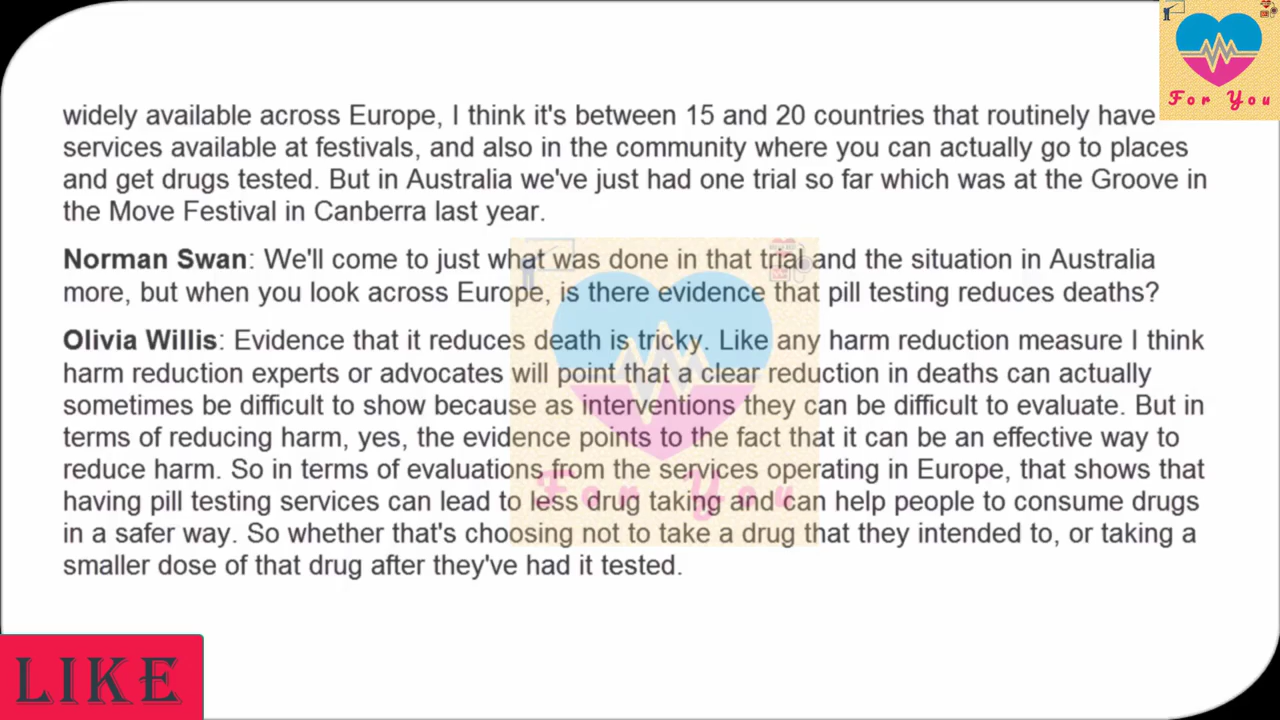 For You
widely available across Europe, I think it's between 15 and 20 countries that routinely have
services available at festivals, and also in the community where you can actually go to places
and get drugs tested. But in Australia we've just had one trial so far which was at the Groove in
the Move Festival in Canberra last year.
Norman Swan: We'll come to just what was done in that trial and the situation in Australia
more, but when you look across Europe, is there evidence that pill testing reduces deaths?
Olivia Willis: Evidence that it reduces death is tricky. Like any harm reduction measure I think
harm reduction experts or advocates will point that a clear reduction in deaths can actually
sometimes be difficult to show because as interventions they can be difficult to evaluate. But in
terms of reducing harm, yes, the evidence points to the fact that it can be an effective way to
reduce harm. So in terms of evaluations from the services operating in Europe, that shows that
having pill testing services can lead to less drug taking and can help people to consume drugs
in a safer way. So whether that's choosing not to take a drug that they intended to, or taking a
smaller dose of that drug after they've had it tested.
For You
LIKE